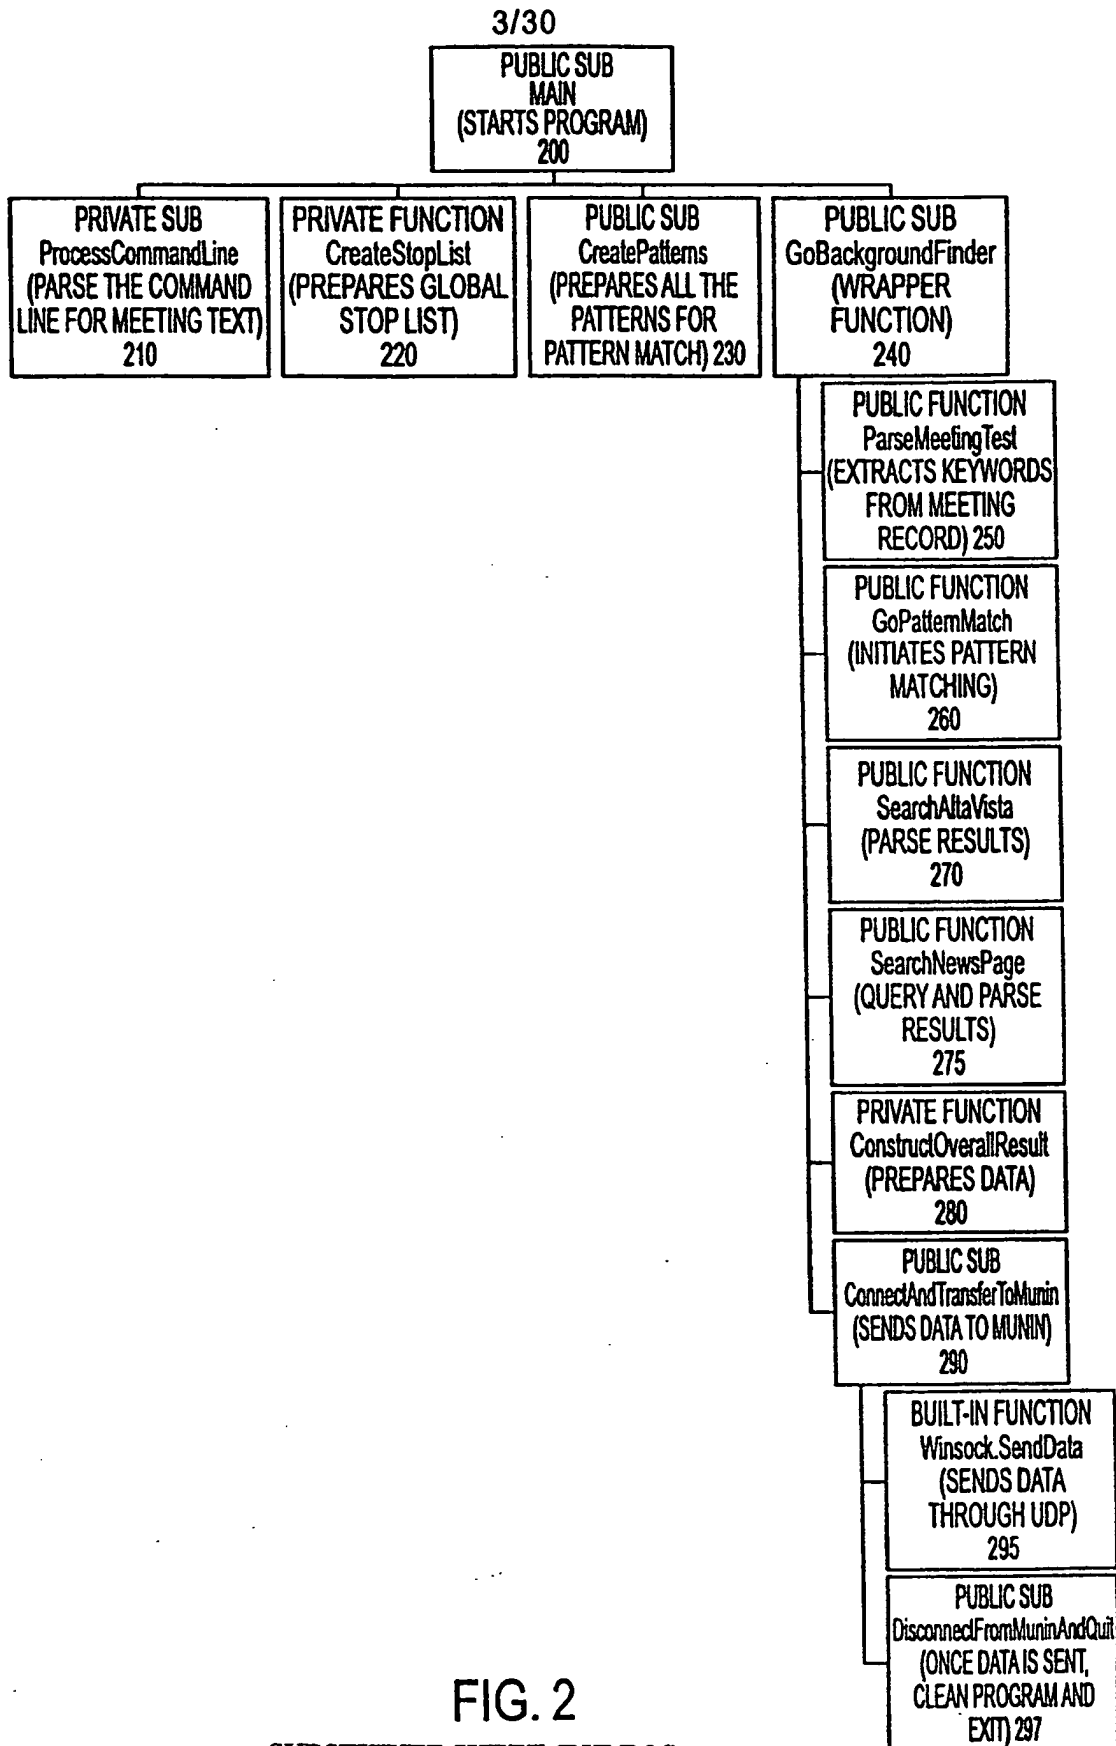 3/30
PUBLIC SUB
MAIN
(STARTS PROGRAM)
200
PRIVATE SUB
ProcessCommandLine
(PARSE THE COMMAND
LINE FOR MEETING TEXT)
210
PRIVATE FUNCTION
CreateStopList
(PREPARES GLOBAL
STOP LIST)
220
PUBLIC SUB
CreatePatterns
(PREPARES ALL THE
PATTERNS FOR
PATTERN MATCH) 230
PUBLIC SUB
GoBackgroundFinder
(WRAPPER
FUNCTION)
240
PUBLIC FUNCTION
ParseMeetingTest
(EXTRACTS KEYWORDS
FROM MEETING
RECORD) 250
PUBLIC FUNCTION
GoPatternMatch
(INITIATES PATTERN
MATCHING)
260
PUBLIC FUNCTION
SearchAltaVista
(PARSE RESULTS)
270
PUBLIC FUNCTION
SearchNewsPage
(QUERY AND PARSE
RESULTS)
275
PRIVATE FUNCTION
ConstructOverallResult
(PREPARES DATA)
280
PUBLIC SUB
ConnectAndTransferToMunin
(SENDS DATA TO MUNIN)
290
BUILT-IN FUNCTION
Winsock.SendData
(SENDS DATA
THROUGH UDP)
295
PUBLIC SUB
DisconnectFromMuninAndQuit
(ONCE DATA IS SENT,
CLEAN PROGRAM AND
EXIT) 297
FIG. 2